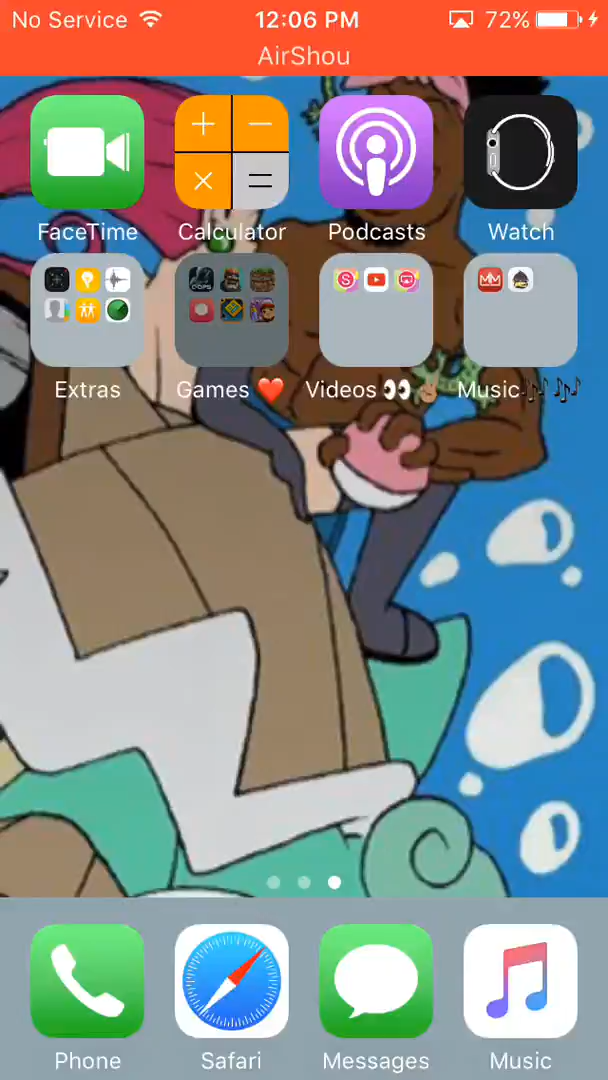 No Service 12:06 PM 72%
AirShou
FaceTime Calculator Podcasts Watch
Extras Games ❤️ Videos 👀✌🏽 Music🎶🎶
Phone Safari Messages Music